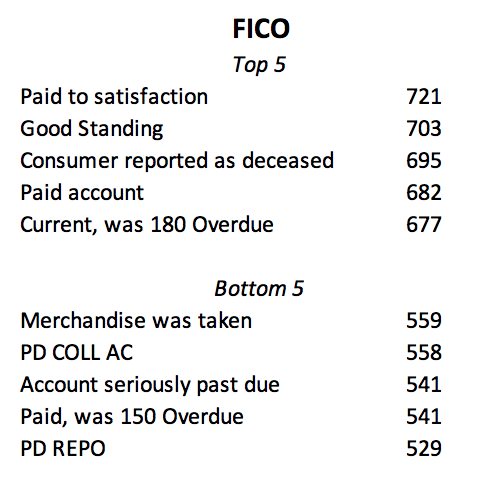 FICO
Top 5
Paid to satisfaction 721
Good Standing 703
Consumer reported as deceased 695
Paid account 682
Current, was 180 Overdue 677
Bottom 5
Merchandise was taken 559
PD COLL AC 558
Account seriously past due 541
Paid, was 150 Overdue 541
PD REPO 529